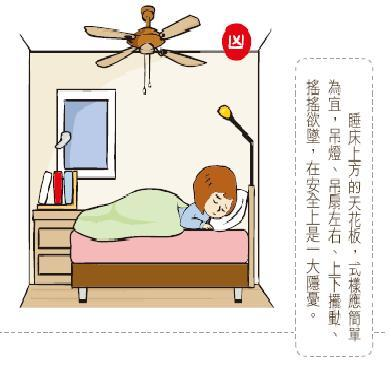 凶
睡床上方的天花板，式樣應簡單
為宜，吊燈、吊扇左右、上下擺動、
搖搖欲墜，在安全上是一大隱憂。